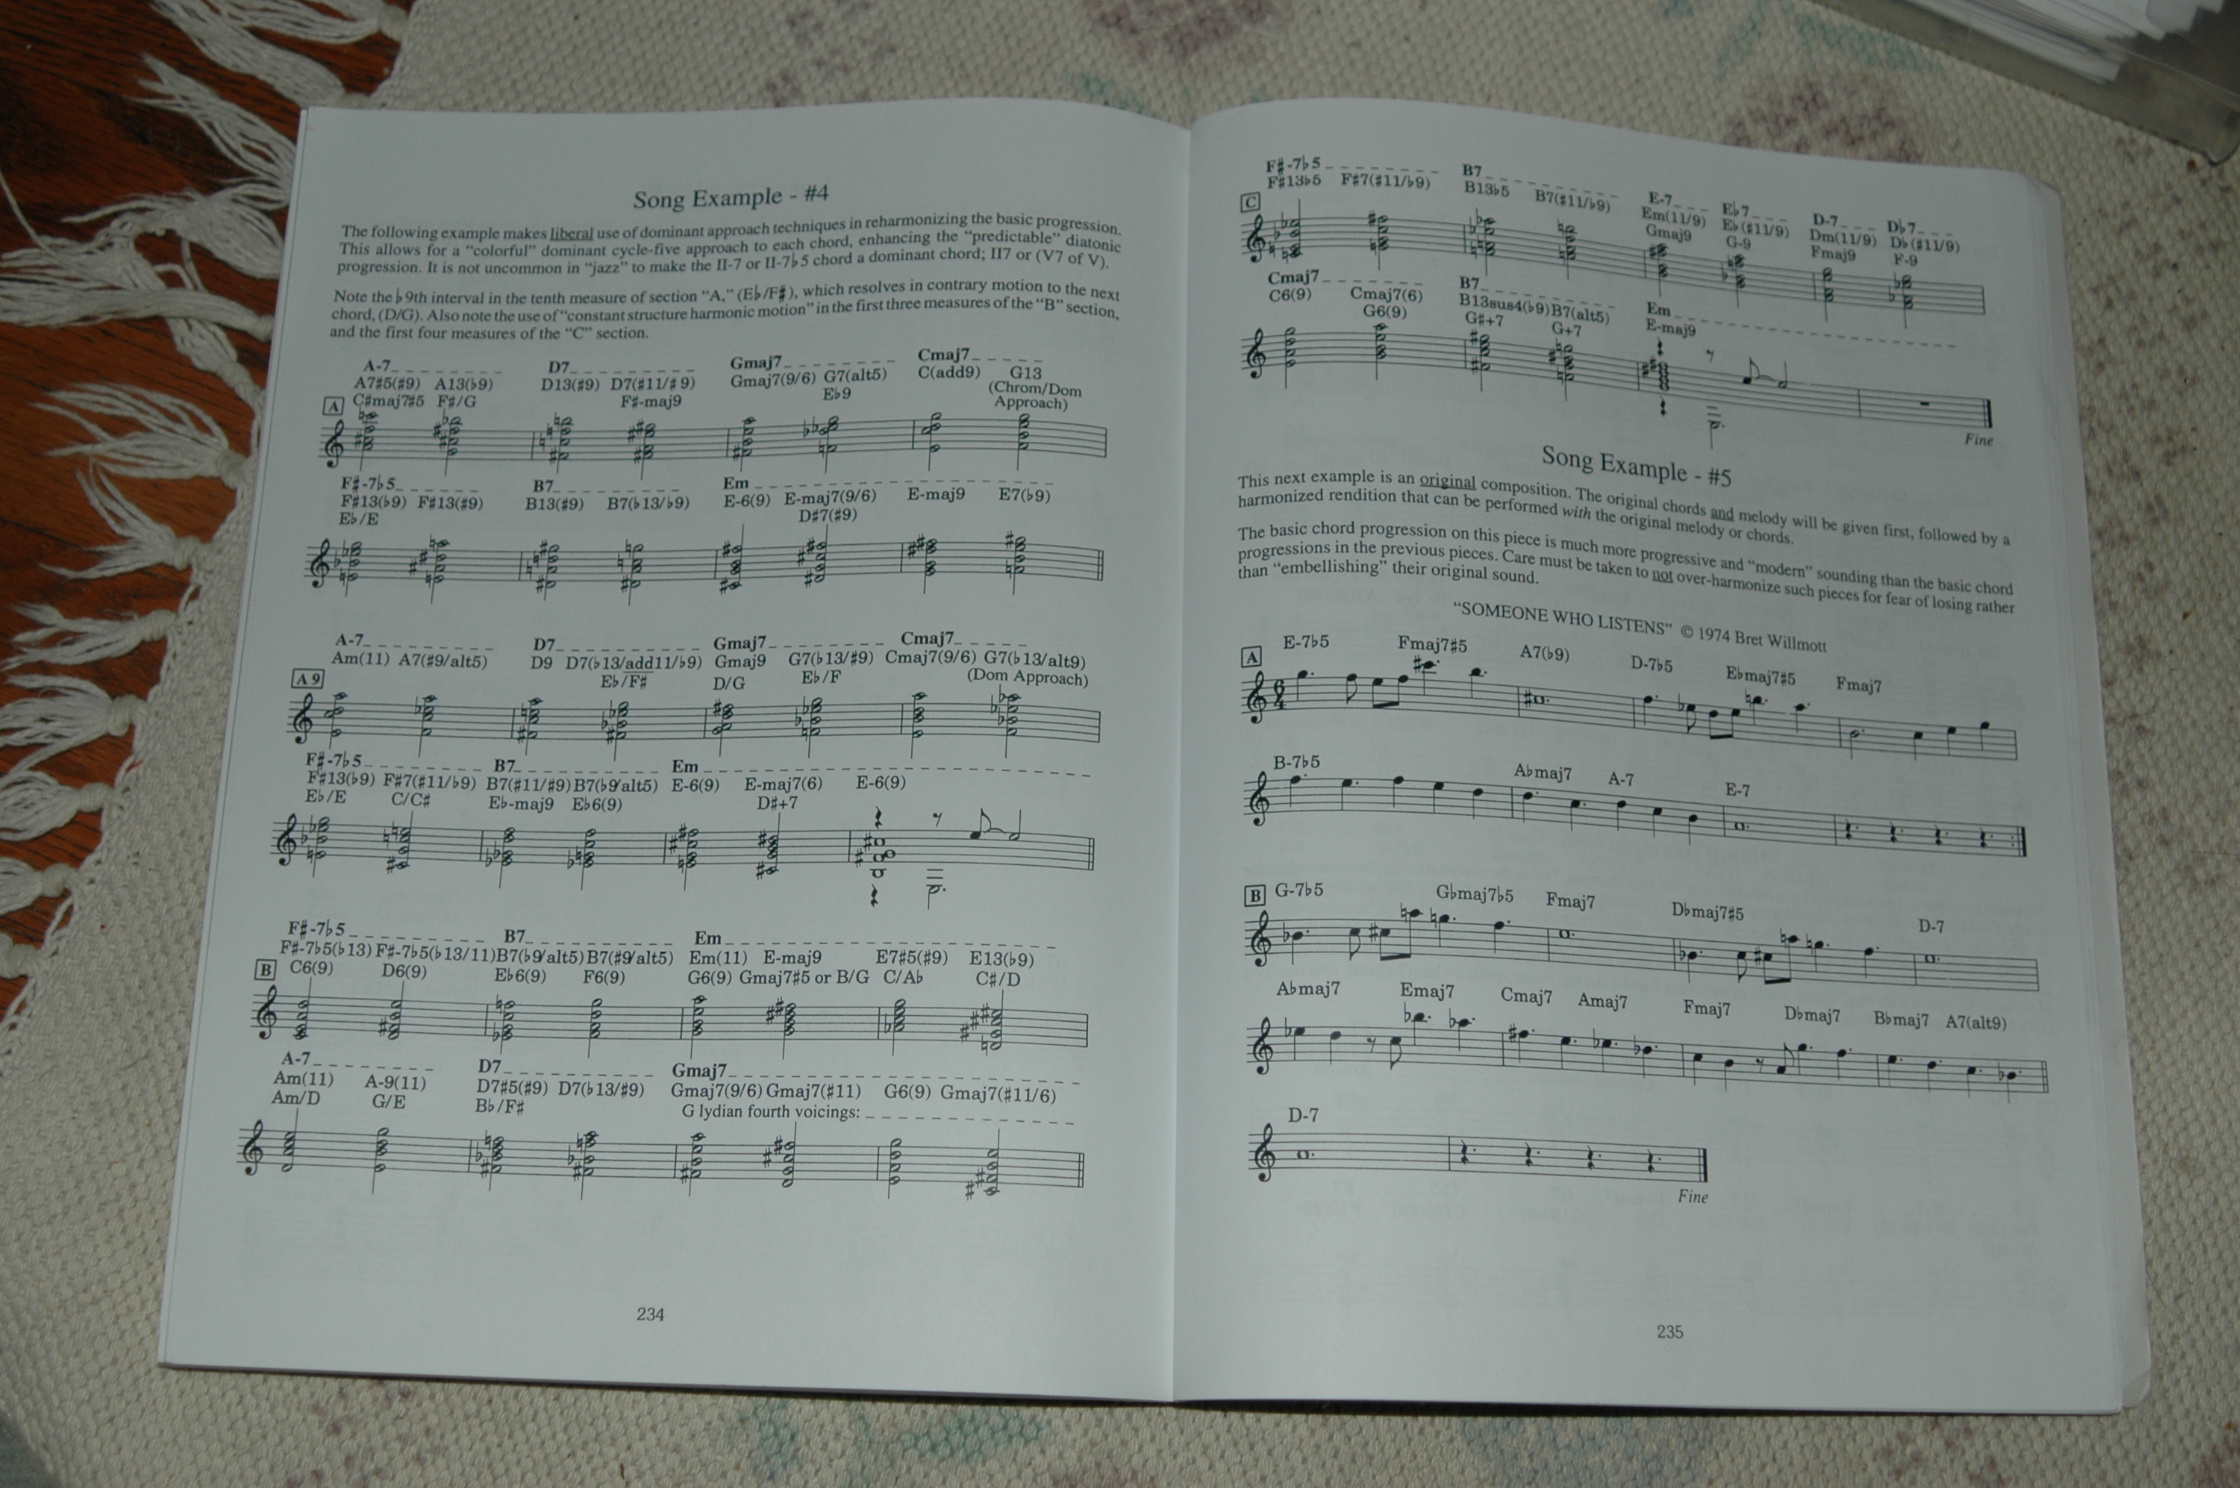 Song Example - #4
The following example makes liberal use of dominant approach techniques in reharmonizing the basic progression.
This allows for a “colorful” dominant cycle-five approach to each chord, enhancing the “predictable” diatonic
progression. It is not uncommon in “jazz” to make the II-7 or II-7♭5 chord a dominant chord; II7 or (V7 of V).
Note the ♭9th interval in the tenth measure of section “A,” (E♭/F♯), which resolves in contrary motion to the next
chord, (D/G). Also note the use of “constant structure harmonic motion” in the first three measures of the “B” section,
and the first four measures of the “C” section.
A-7 D7 Gmaj7 Cmaj7
A7♯5(♯9) A13(♭9) D13(♯9) D7(♯11/♯9) Gmaj7(9/6) G7(alt5) C(add9) G13
C♯maj7♯5 F♯/G F♯-maj9 E♭9 (Chrom/Dom
Approach)
A
F♯-7♭5 B7 Em
F♯13(♭9) F♯13(♯9) B13(♯9) B7(♭13/♭9) E-6(9) E-maj7(9/6) E-maj9 E7(♭9)
E♭/E D♯7(♯9)
A-7 D7 Gmaj7 Cmaj7
Am(11) A7(♯9/alt5) D9 D7(♭13/add11/♭9) Gmaj9 G7(♭13/♯9) Cmaj7(9/6) G7(♭13/alt9)
A9 E♭/F♯ D/G E♭/F (Dom Approach)
F♯-7♭5 B7 Em
F♯13(♭9) F♯7(♯11/♭9) B7(♯11/♯9) B7(♭9/alt5) E-6(9) E-maj7(6) E-6(9)
E♭/E C/C♯ E♭-maj9 E♭6(9) D♯+7
F♯-7♭5 B7 Em
F♯-7♭5(♭13) F♯-7♭5(♭13/11) B7(♭9/alt5) B7(♯9/alt5) Em(11) E-maj9 E7♯5(♯9) E13(♭9)
B C6(9) D6(9) E♭6(9) F6(9) G6(9) Gmaj7♯5 or B/G C/A♭ C♯/D
A-7 D7 Gmaj7
Am(11) A-9(11) D7♯5(♯9) D7(♭13/♯9) Gmaj7(9/6) Gmaj7(♯11) G6(9) Gmaj7(♯11/6)
Am/D G/E B♭/F♯ G lydian fourth voicings:
234
F♯-7♭5 B7 E-7 E♭7 D-7 D♭7
F♯13♭5 F♯7(♯11/♭9) B13♭5 B7(♯11/♭9) Em(11/9) E♭(♯11/9) Dm(11/9) D♭(♯11/9)
C Gmaj9 G-9 Fmaj9 F-9
Cmaj7 B7 Em
C6(9) Cmaj7(6) B13sus4(♭9) B7(alt5) E-maj9
G6(9) G♯+7 G+7
Fine
Song Example - #5
This next example is an original composition. The original chords and melody will be given first, followed by a
harmonized rendition that can be performed with the original melody or chords.
The basic chord progression on this piece is much more progressive and “modern” sounding than the basic chord
progressions in the previous pieces. Care must be taken to not over-harmonize such pieces for fear of losing rather
than “embellishing” their original sound.
“SOMEONE WHO LISTENS” © 1974 Bret Willmott
A E-7♭5 Fmaj7♯5 A7(♭9) D-7♭5 E♭maj7♯5 Fmaj7
6
4
B-7♭5 A♭maj7 A-7 E-7
B G-7♭5 G♭maj7♭5 Fmaj7 D♭maj7♯5 D-7
A♭maj7 Emaj7 Cmaj7 Amaj7 Fmaj7 D♭maj7 B♭maj7 A7(alt9)
D-7
Fine
235